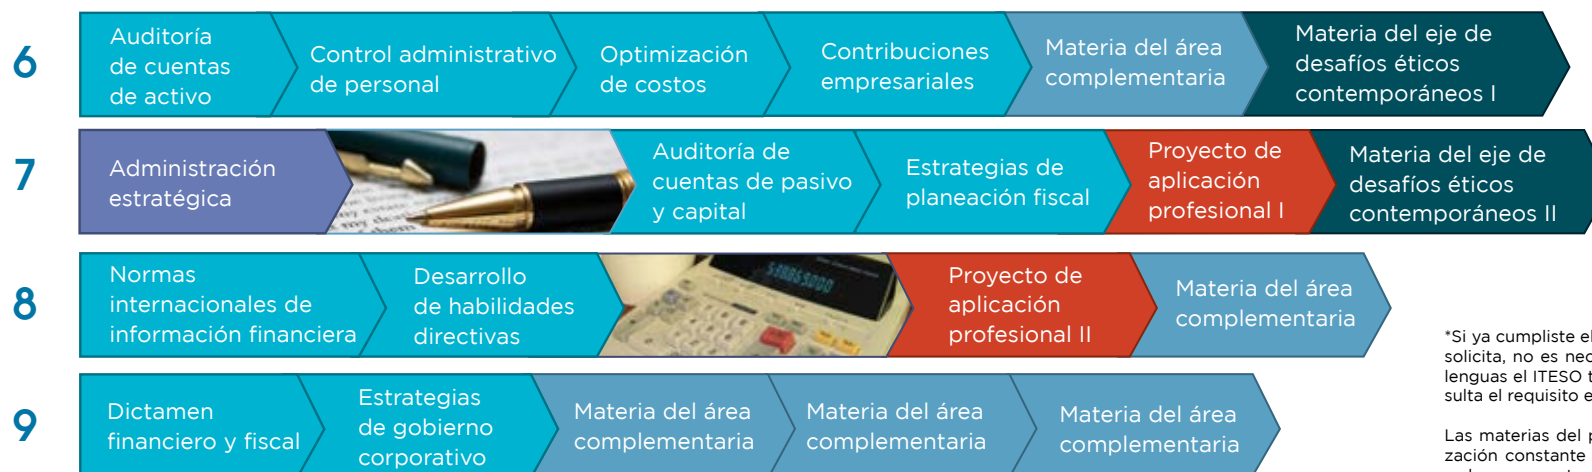 6
Auditoría
de cuentas
de activo
Control administrativo
de personal
Optimización
de costos
Contribuciones
empresariales
Materia del área
complementaria
Materia del eje de
desafíos éticos
contemporáneos I
7
Administración
estratégica
Auditoría de
cuentas de pasivo
y capital
Estrategias de
planeación fiscal
Proyecto de
aplicación
profesional I
Materia del eje de
desafíos éticos
contemporáneos II
8
Normas
internacionales de
información financiera
Desarrollo
de habilidades
directivas
Proyecto de
aplicación
profesional II
Materia del área
complementaria
9
Dictamen
financiero y fiscal
Estrategias
de gobierno
corporativo
Materia del área
complementaria
Materia del área
complementaria
Materia del área
complementaria
*Si ya cumpliste el
solicita, no es nec
lenguas el ITESO t
sulta el requisito e
Las materias del p
zación constante